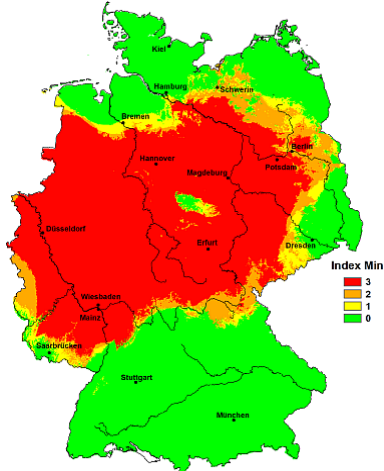 Kiel
Hamburg
Schwerin
Bremen
Berlin
Hannover
Potsdam
Magdeburg
Düsseldorf
Erfurt
Dresden
Index Min
3
2
1
0
Wiesbaden
Mainz
Saarbrücken
Stuttgart
München